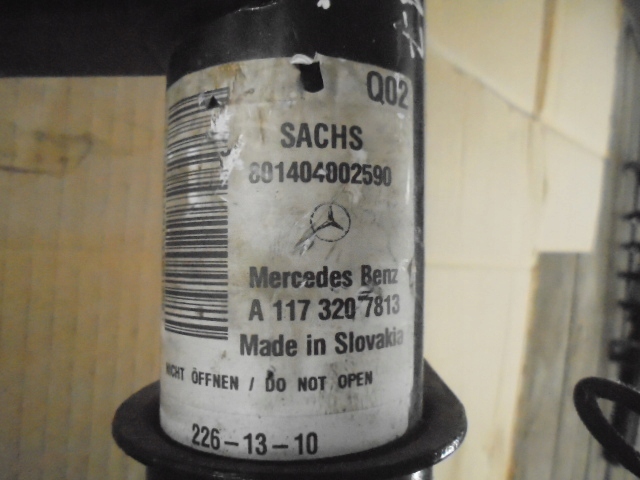 Q02
SACHS
801404002590
Mercedes Benz
A 117 320 7813
Made in Slovakia
NICHT ÖFFNEN / DO NOT OPEN
226-13-10